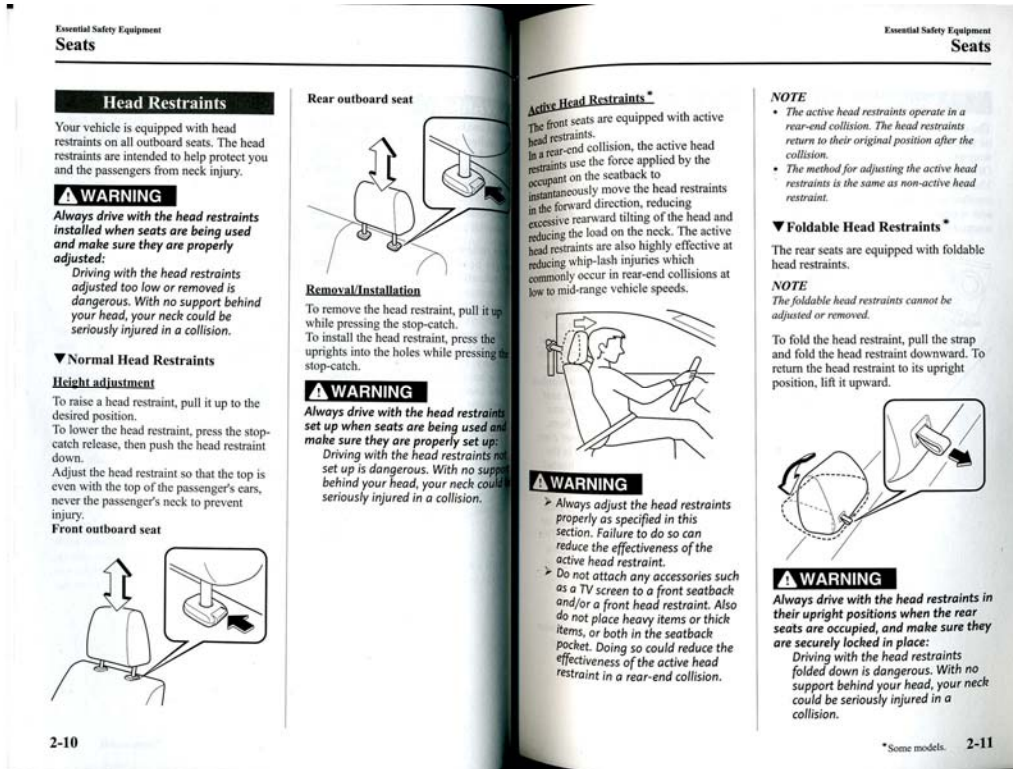 Essential Safety Equipment
Seats
Head Restraints
Your vehicle is equipped with head
restraints on all outboard seats. The head
restraints are intended to help protect you
and the passengers from neck injury.
WARNING
Always drive with the head restraints
installed when seats are being used
and make sure they are properly
adjusted:
Driving with the head restraints
adjusted too low or removed is
dangerous. With no support behind
your head, your neck could be
seriously injured in a collision.
▼Normal Head Restraints
Height adjustment
To raise a head restraint, pull it up to the
desired position.
To lower the head restraint, press the stop-
catch release, then push the head restraint
down.
Adjust the head restraint so that the top is
even with the top of the passenger's ears,
never the passenger's neck to prevent
injury.
Front outboard seat
Rear outboard seat
Removal/Installation
To remove the head restraint, pull it up
while pressing the stop-catch.
To install the head restraint, press the
uprights into the holes while pressing the
stop-catch.
WARNING
Always drive with the head restraints
set up when seats are being used and
make sure they are properly set up:
Driving with the head restraints not
set up is dangerous. With no support
behind your head, your neck could be
seriously injured in a collision.
2-10
Essential Safety Equipment
Seats
Active Head Restraints*
The front seats are equipped with active
head restraints.
In a rear-end collision, the active head
restraints use the force applied by the
occupant on the seatback to
instantaneously move the head restraints
in the forward direction, reducing
excessive rearward tilting of the head and
reducing the load on the neck. The active
head restraints are also highly effective at
reducing whip-lash injuries which
commonly occur in rear-end collisions at
low to mid-range vehicle speeds.
WARNING
➢ Always adjust the head restraints
properly as specified in this
section. Failure to do so can
reduce the effectiveness of the
active head restraint.
➢ Do not attach any accessories such
as a TV screen to a front seatback
and/or a front head restraint. Also
do not place heavy items or thick
items, or both in the seatback
pocket. Doing so could reduce the
effectiveness of the active head
restraint in a rear-end collision.
NOTE
• The active head restraints operate in a
rear-end collision. The head restraints
return to their original position after the
collision.
• The method for adjusting the active head
restraints is the same as non-active head
restraint.
▼Foldable Head Restraints*
The rear seats are equipped with foldable
head restraints.
NOTE
The foldable head restraints cannot be
adjusted or removed.
To fold the head restraint, pull the strap
and fold the head restraint downward. To
return the head restraint to its upright
position, lift it upward.
WARNING
Always drive with the head restraints in
their upright positions when the rear
seats are occupied, and make sure they
are securely locked in place:
Driving with the head restraints
folded down is dangerous. With no
support behind your head, your neck
could be seriously injured in a
collision.
*Some models.
2-11